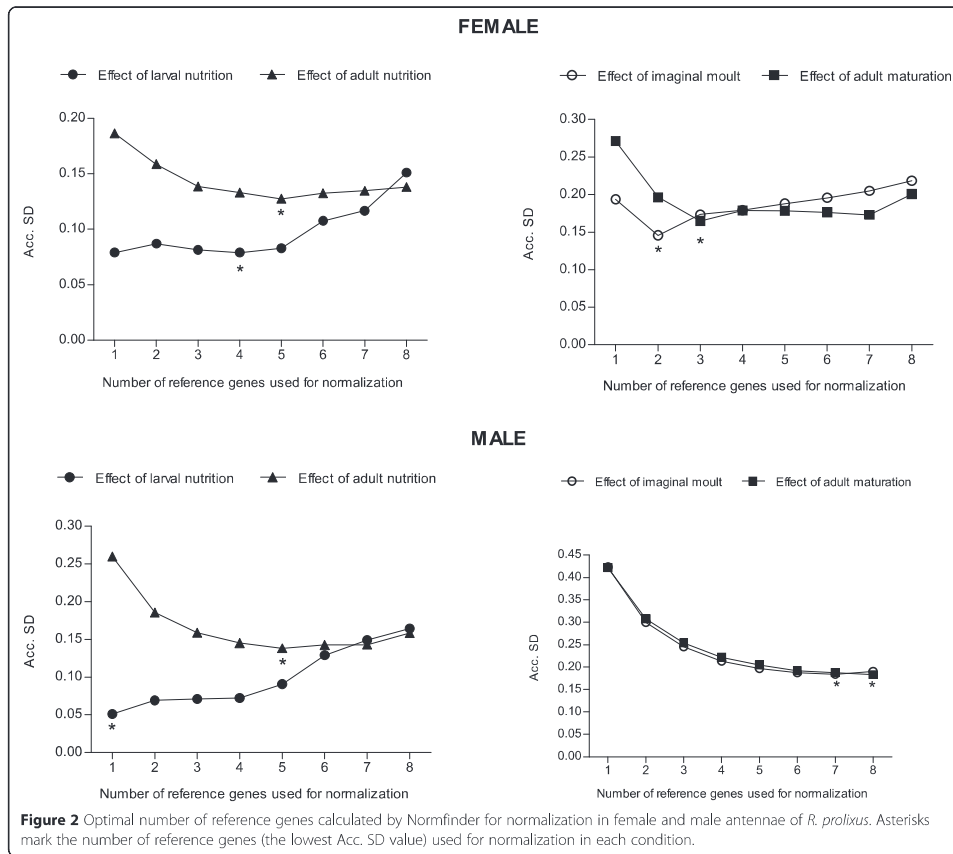 FEMALE
Effect of larval nutrition Effect of adult nutrition
0.20
0.15
0.10
0.05
0.00
Acc. SD
*
*
1 2 3 4 5 6 7 8
Number of reference genes used for normalization
Effect of imaginal moult Effect of adult maturation
0.30
0.25
0.20
0.15
0.10
0.05
0.00
Acc. SD
*
*
1 2 3 4 5 6 7 8
Number of reference genes used for normalization
MALE
Effect of larval nutrition Effect of adult nutrition
0.30
0.25
0.20
0.15
0.10
0.05
0.00
Acc. SD
*
*
1 2 3 4 5 6 7 8
Number of reference genes used for normalization
Effect of imaginal moult Effect of adult maturation
0.45
0.40
0.35
0.30
0.25
0.20
0.15
0.10
0.05
0.00
Acc. SD
* *
1 2 3 4 5 6 7 8
Number of reference genes used for normalization
Figure 2 Optimal number of reference genes calculated by Normfinder for normalization in female and male antennae of R. prolixus. Asterisks
mark the number of reference genes (the lowest Acc. SD value) used for normalization in each condition.